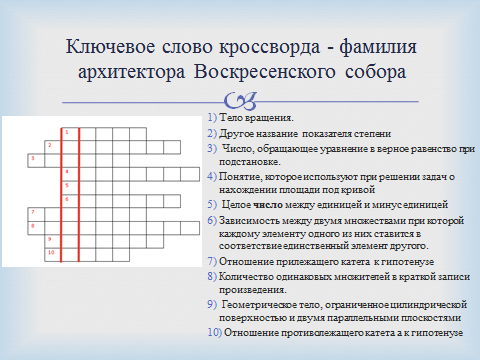 Ключевое слово кроссворда - фамилия
архитектора Воскресенского собора
1
2
3
4
5
6
7
8
9
10
1) Тело вращения.
2) Другое название показателя степени
3) Число, обращающее уравнение в верное равенство при
подстановке.
4) Понятие, которое используют при решении задач о
нахождении площади под кривой
5) Целое число между единицей и минус единицей
6) Зависимость между двумя множествами при которой
каждому элементу одного из них ставится в
соответствие единственный элемент другого.
7) Отношение прилежащего катета к гипотенузе
8) Количество одинаковых множителей в краткой записи
произведения.
9) Геометрическое тело, ограниченное цилиндрической
поверхностью и двумя параллельными плоскостями
10) Отношение противолежащего катета а к гипотенузе